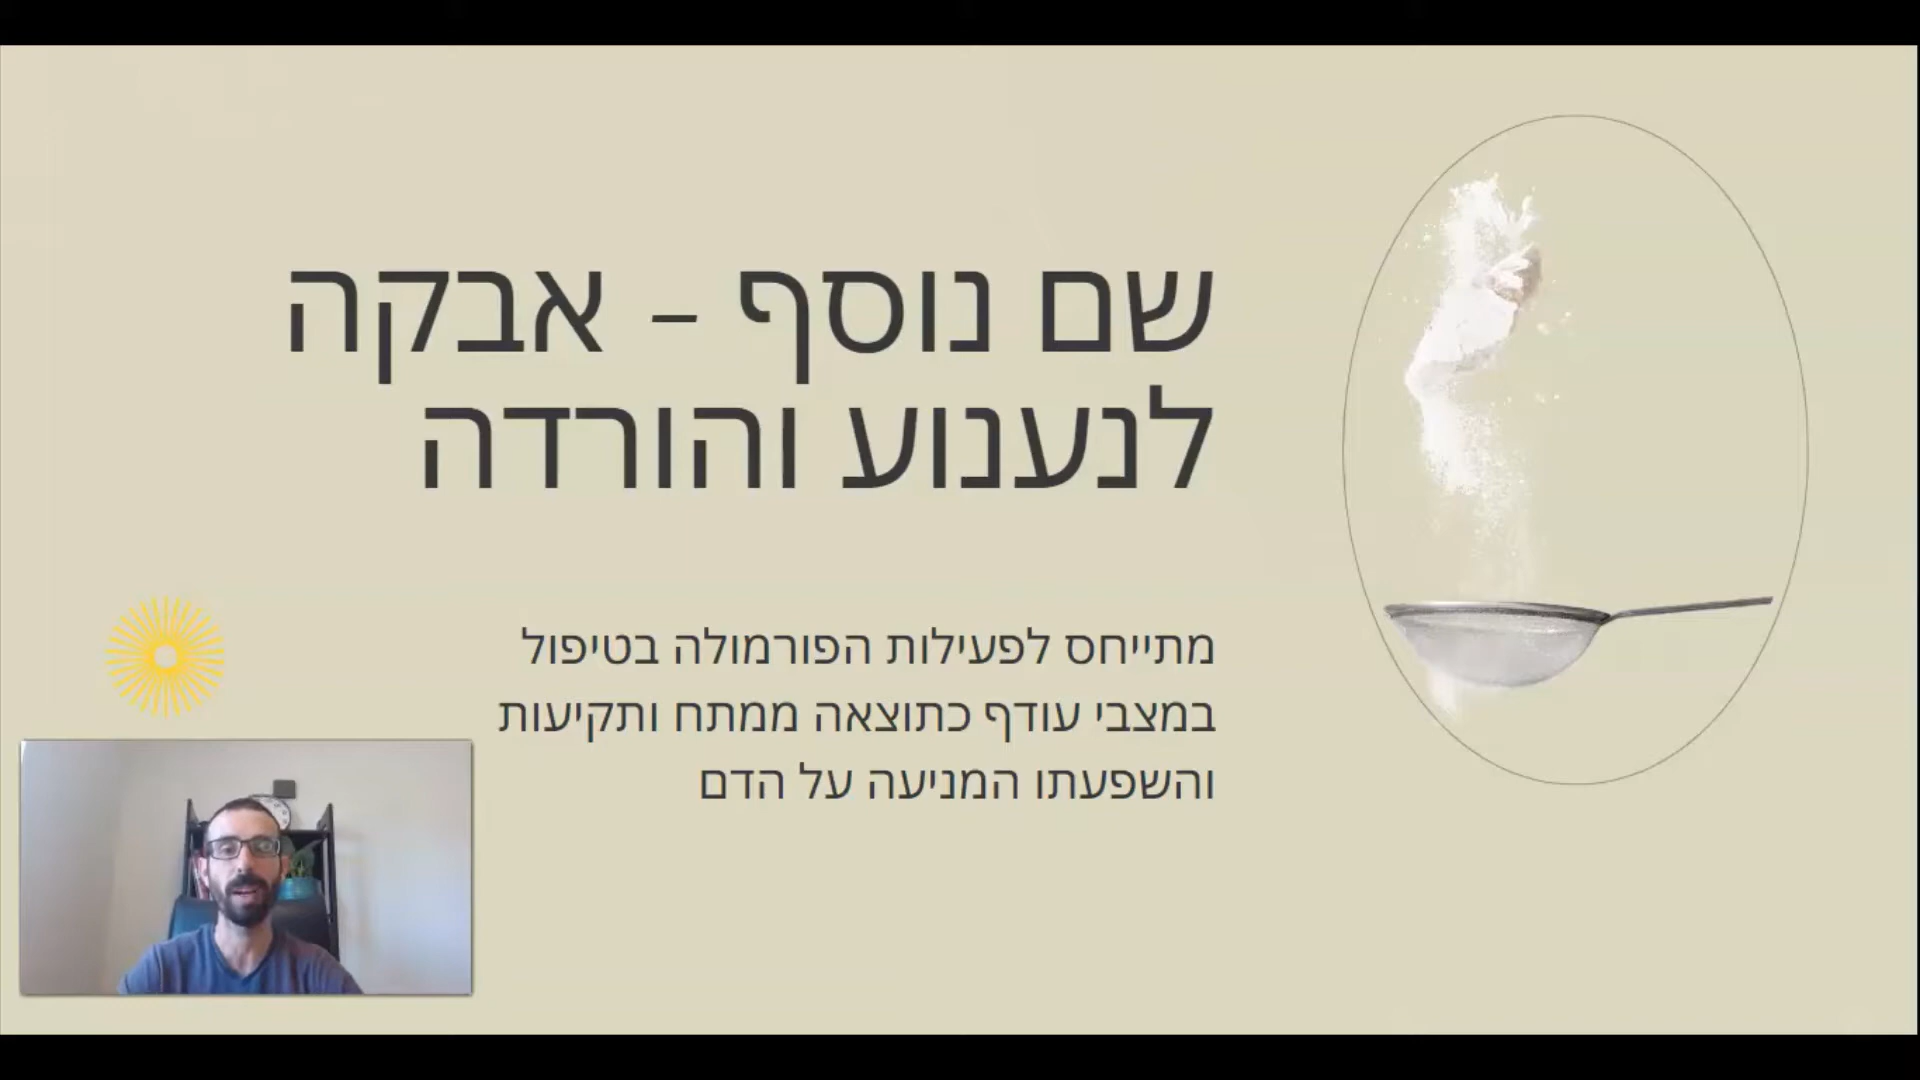 שם נוסף – אבקה
לנענוע והורדה
מתייחס לפעילות הפורמולה בטיפול
במצבי עודף כתוצאה ממתח ותקיעות
והשפעתו המניעה על הדם